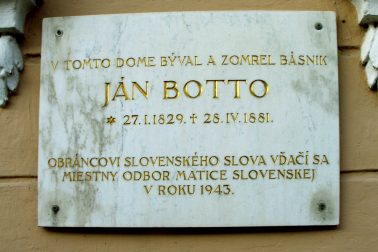 V TOMTO DOME BÝVAL A ZOMREL BÁSNIK
JÁN BOTTO
* 27.I.1829. † 28.IV.1881.
OBRÁNCOVI SLOVENSKÉHO SLOVA VĎAČÍ SA
MIESTNY ODBOR MATICE SLOVENSKEJ
V ROKU 1943.